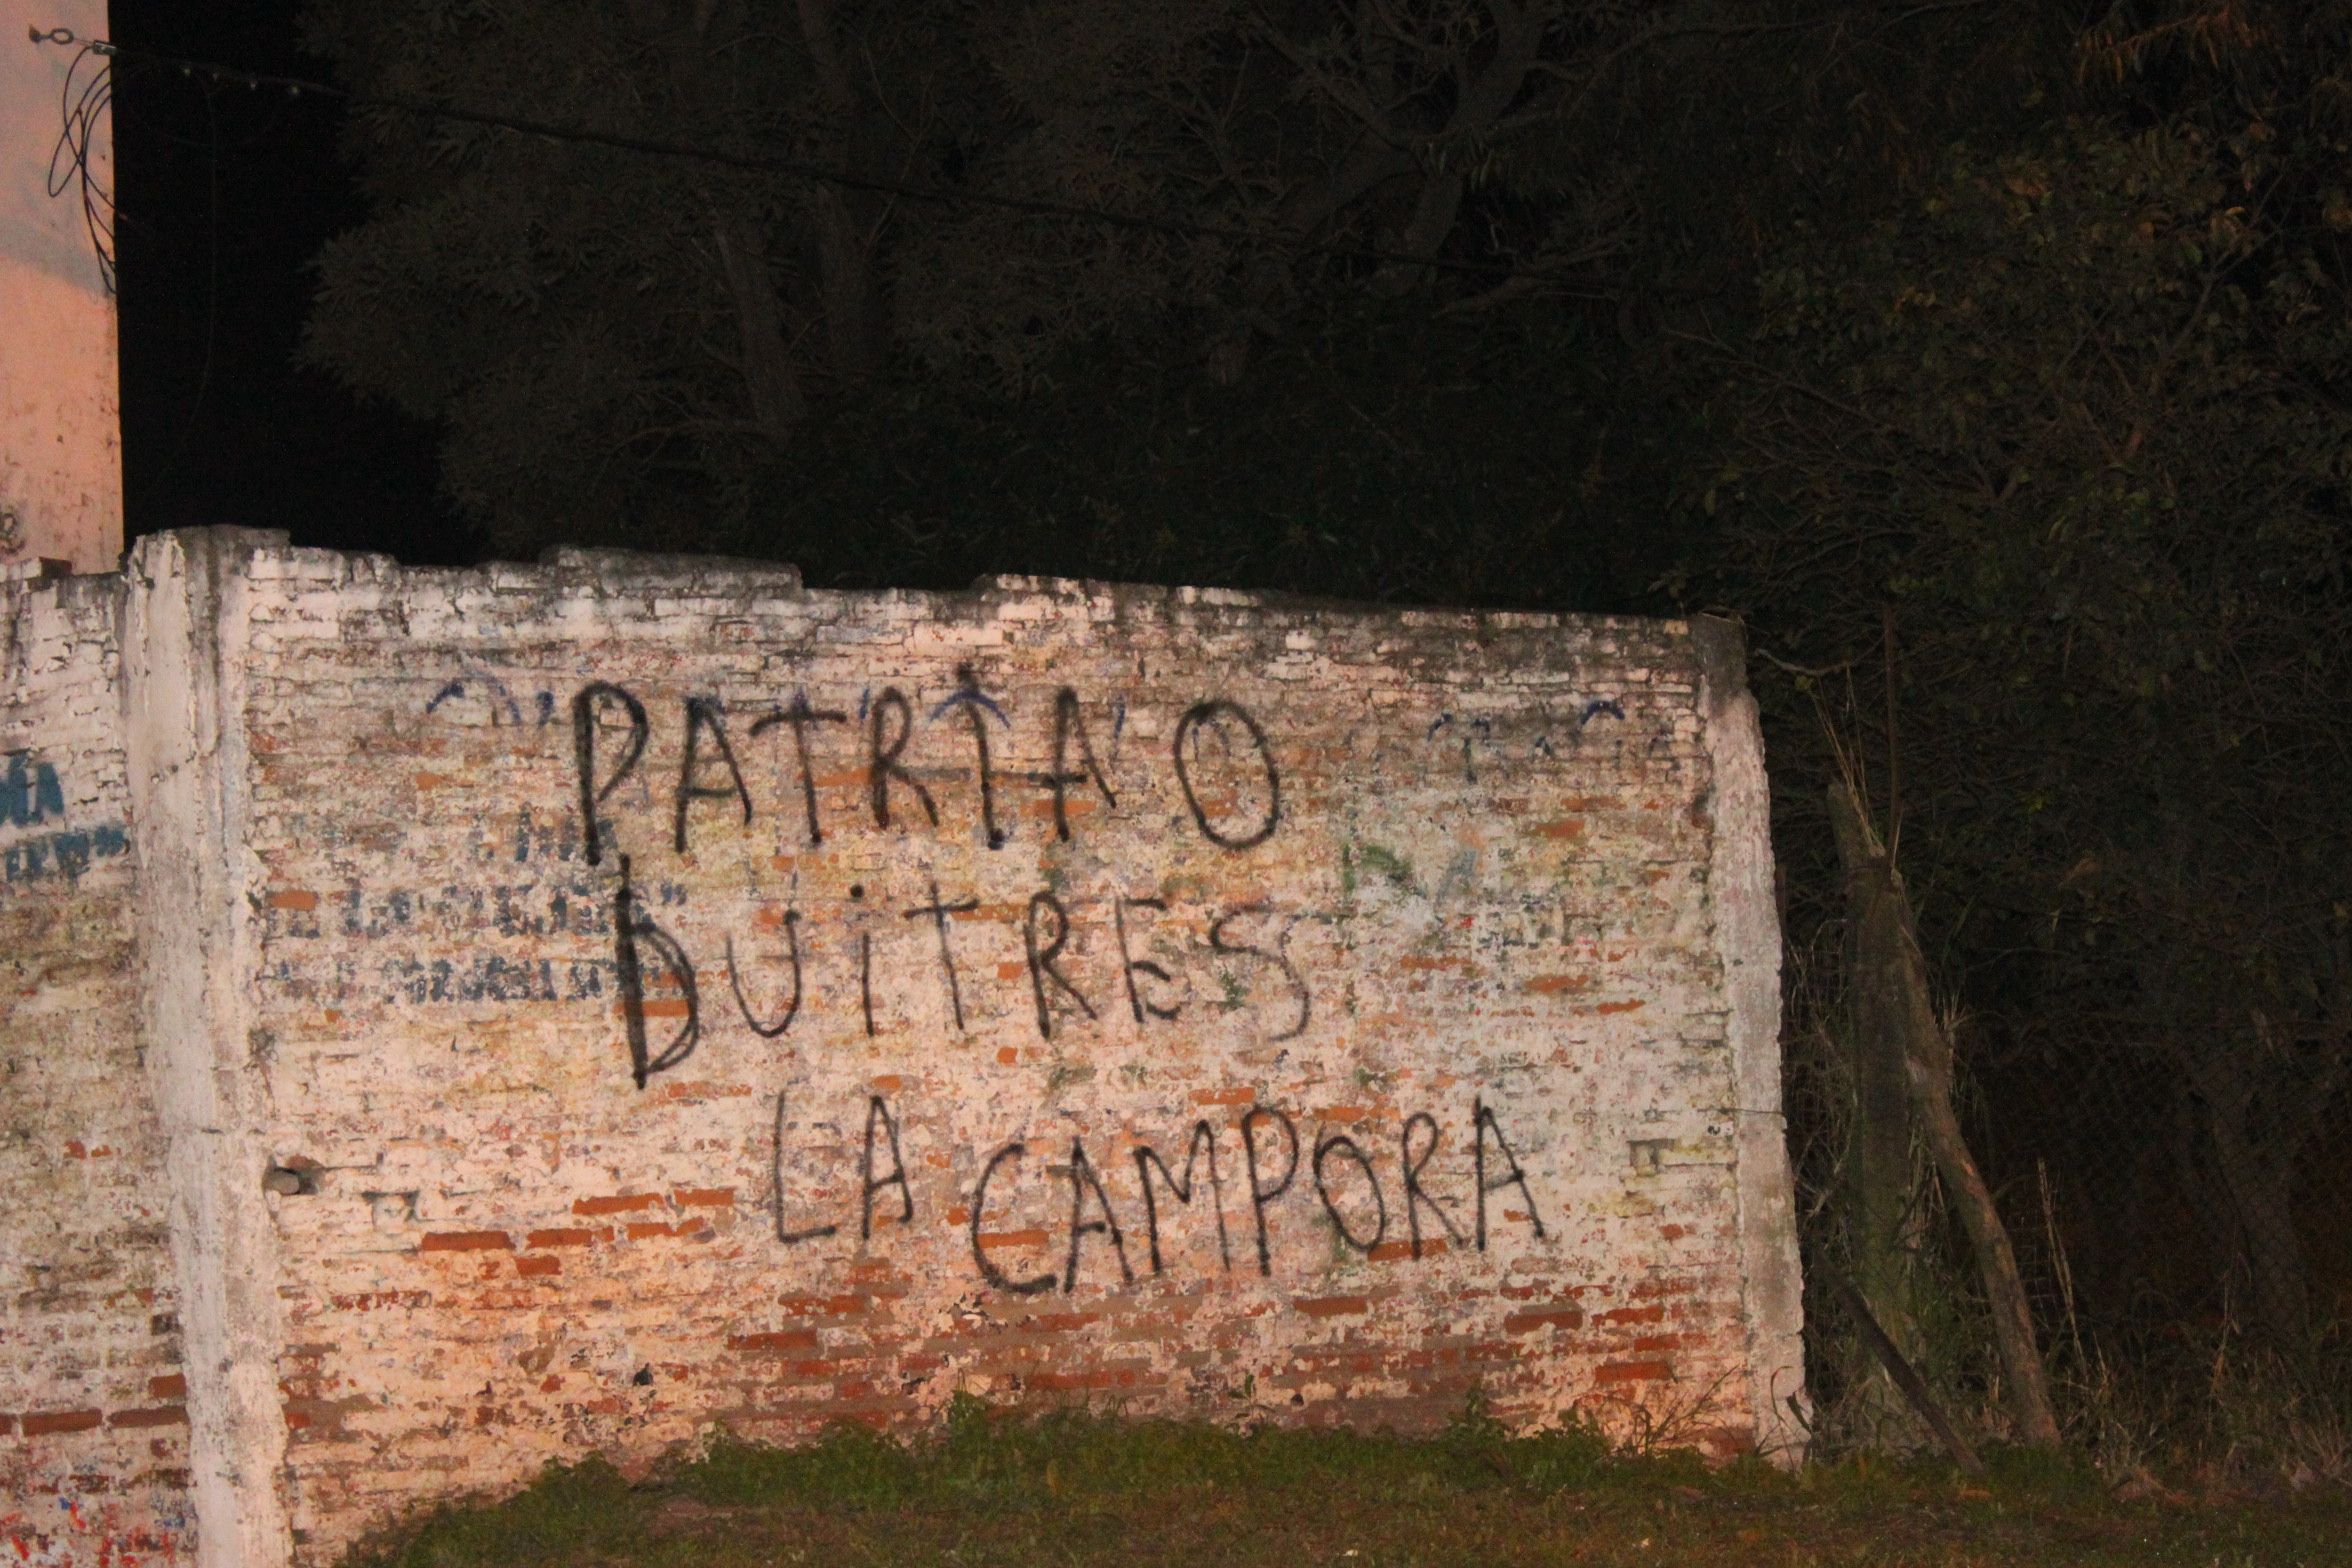 PATRIA O
BUiTRES
LA CAMPORA